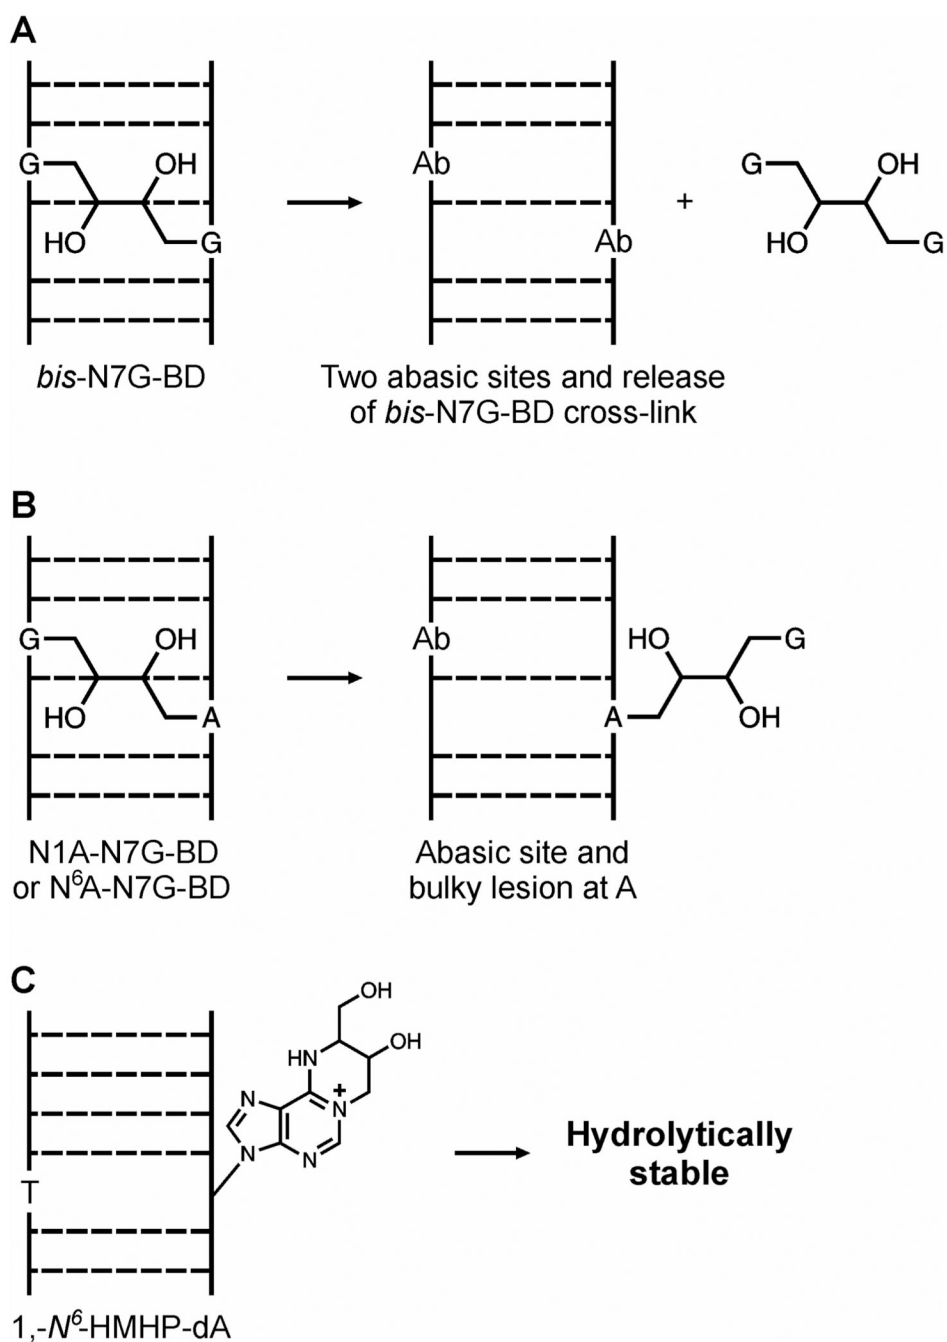 A
G
OH
HO
G
bis-N7G-BD
Ab
Ab
+
G
OH
HO
G
Two abasic sites and release
of bis-N7G-BD cross-link
B
G
OH
HO
A
N1A-N7G-BD
or N⁶A-N7G-BD
Ab
HO
G
A
OH
Abasic site and
bulky lesion at A
C
OH
OH
HN
+
N
N
N
N
T
Hydrolytically
stable
1,-N⁶-HMHP-dA